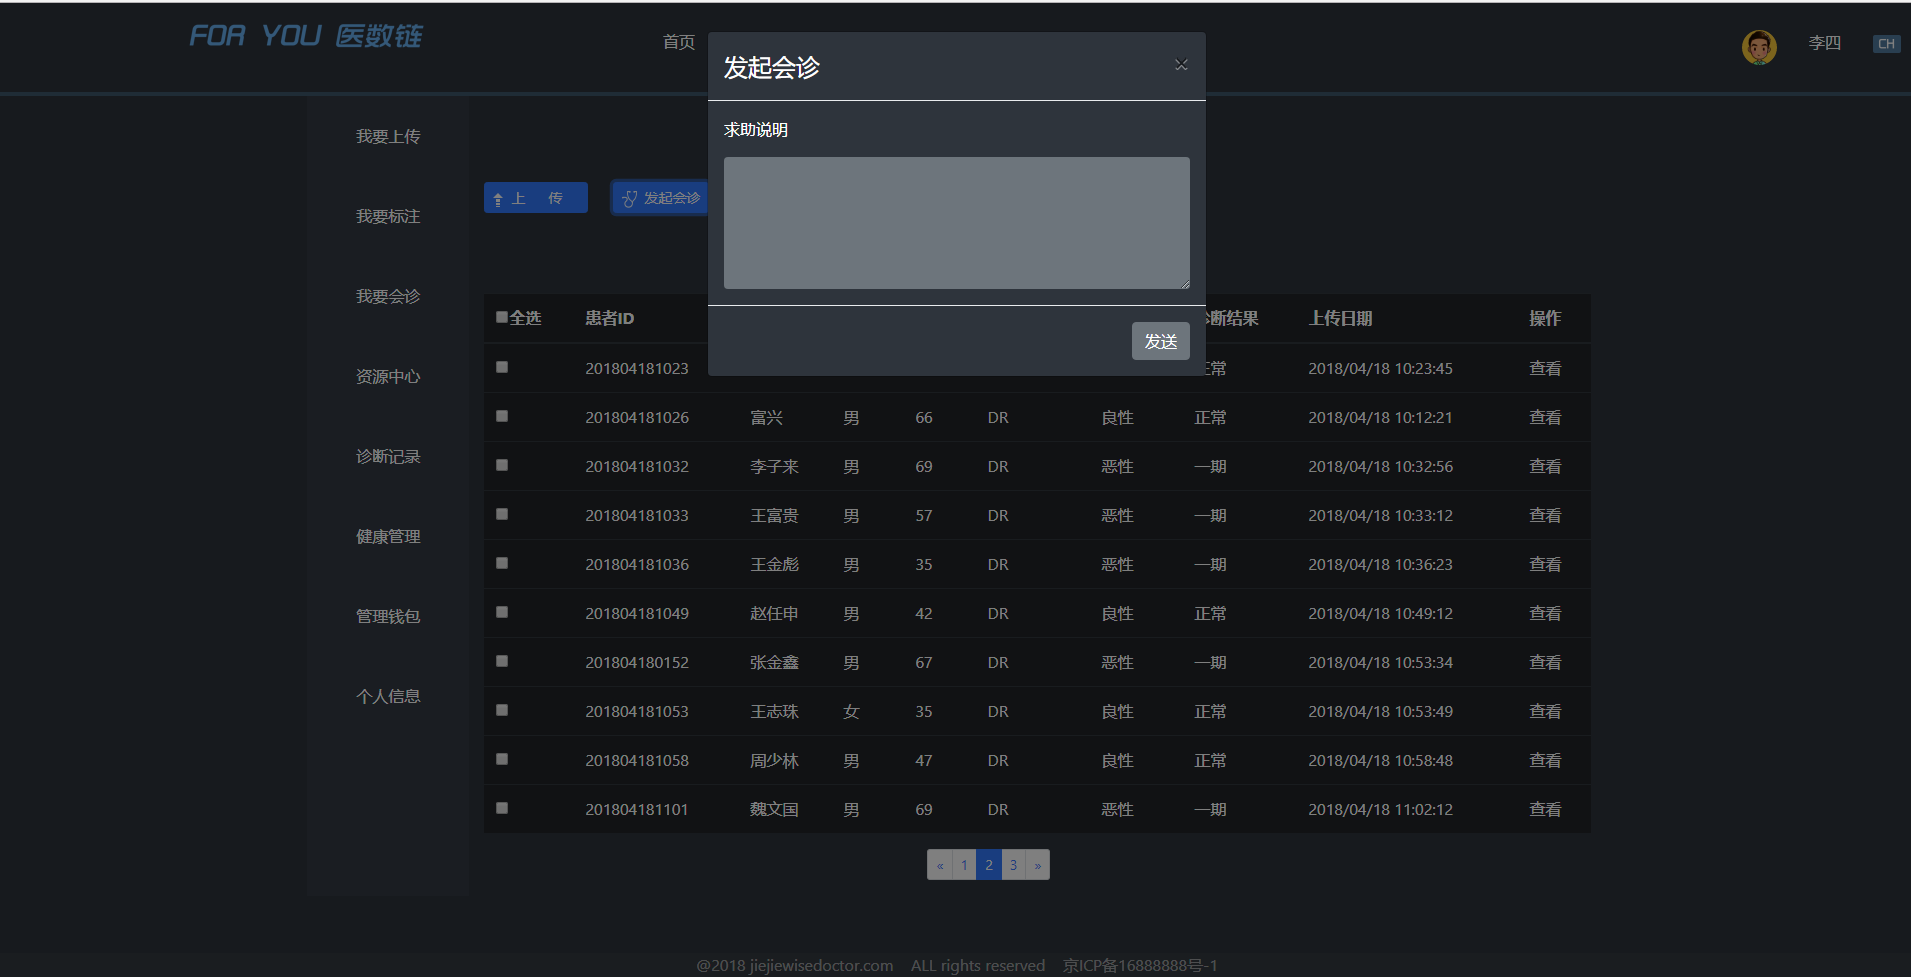 FOR YOU 医数链
首页
李四
CH
发起会诊
×
求助说明
发送
我要上传
我要标注
我要会诊
资源中心
诊断记录
健康管理
管理钱包
个人信息
上 传
发起会诊
全选 患者ID 断结果 上传日期 操作
201804181023 常 2018/04/18 10:23:45 查看
201804181026 富兴 男 66 DR 良性 正常 2018/04/18 10:12:21 查看
201804181032 李子来 男 69 DR 恶性 一期 2018/04/18 10:32:56 查看
201804181033 王富贵 男 57 DR 恶性 一期 2018/04/18 10:33:12 查看
201804181036 王金彪 男 35 DR 恶性 一期 2018/04/18 10:36:23 查看
201804181049 赵任申 男 42 DR 良性 正常 2018/04/18 10:49:12 查看
201804180152 张金鑫 男 67 DR 恶性 一期 2018/04/18 10:53:34 查看
201804181053 王志珠 女 35 DR 良性 正常 2018/04/18 10:53:49 查看
201804181058 周少林 男 47 DR 良性 正常 2018/04/18 10:58:48 查看
201804181101 魏文国 男 69 DR 恶性 一期 2018/04/18 11:02:12 查看
« 1 2 3 »
@2018 jiejiewisedoctor.com ALL rights reserved 京ICP备16888888号-1